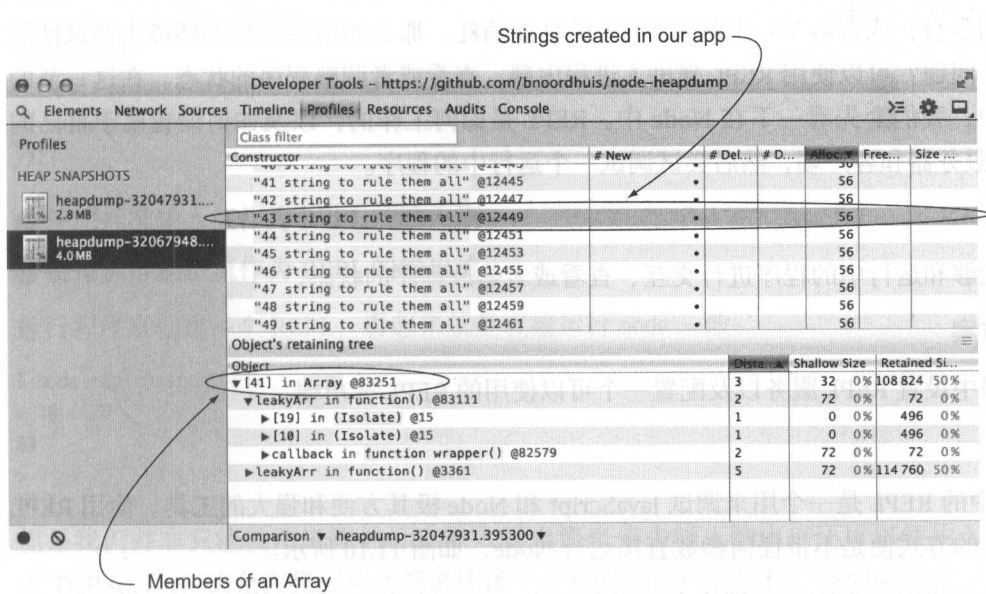 Strings created in our app
Developer Tools – https://github.com/bnoordhuis/node-heapdump
Elements Network Sources Timeline Profiles Resources Audits Console
Profiles
HEAP SNAPSHOTS
heapdump-32047931....
2.8 MB
heapdump-32067948....
4.0 MB
Class filter
Constructor # New # Del... # D... Alloc.▼ Free... Size ...
"41 string to rule them all" @12445 • 56
"42 string to rule them all" @12447 • 56
"43 string to rule them all" @12449 • 56
"44 string to rule them all" @12451 • 56
"45 string to rule them all" @12453 • 56
"46 string to rule them all" @12455 • 56
"47 string to rule them all" @12457 • 56
"48 string to rule them all" @12459 • 56
"49 string to rule them all" @12461 • 56
Object's retaining tree
Object Dista...▲ Shallow Size Retained Si...
▼[41] in Array @83251 3 32 0% 108 824 50%
▼leakyArr in function() @83111 2 72 0% 72 0%
▶[19] in (Isolate) @15 1 0 0% 496 0%
▶[10] in (Isolate) @15 1 0 0% 496 0%
▶callback in function wrapper() @82579 2 72 0% 72 0%
▶leakyArr in function() @3361 5 72 0% 114 760 50%
Comparison ▼ heapdump-32047931.395300 ▼
Members of an Array